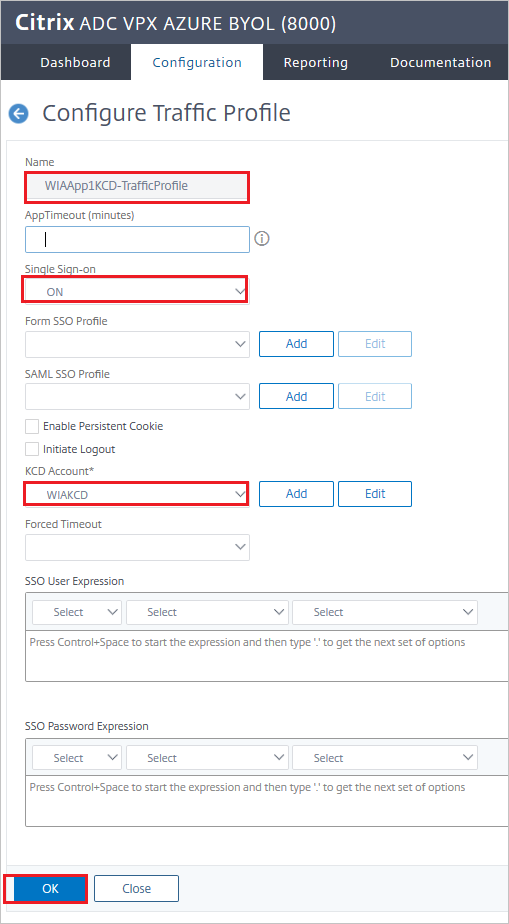 Citrix ADC VPX AZURE BYOL (8000)
Dashboard Configuration Reporting Documentation
Configure Traffic Profile
Name
WIAApp1KCD-TrafficProfile
AppTimeout (minutes)
Single Sign-on
ON
Form SSO Profile
Add Edit
SAML SSO Profile
Add Edit
Enable Persistent Cookie
Initiate Logout
KCD Account*
WIAKCD Add Edit
Forced Timeout
SSO User Expression
Select Select Select
Press Control+Space to start the expression and then type '.' to get the next set of options
SSO Password Expression
Select Select Select
Press Control+Space to start the expression and then type '.' to get the next set of options
OK Close